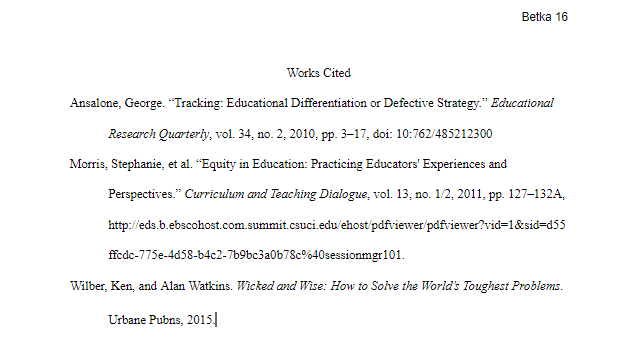 Betka 16
Works Cited
Ansalone, George. “Tracking: Educational Differentiation or Defective Strategy.” Educational
Research Quarterly, vol. 34, no. 2, 2010, pp. 3–17, doi: 10:762/485212300
Morris, Stephanie, et al. “Equity in Education: Practicing Educators' Experiences and
Perspectives.” Curriculum and Teaching Dialogue, vol. 13, no. 1/2, 2011, pp. 127–132A,
http://eds.b.ebscohost.com.summit.csuci.edu/ehost/pdfviewer/pdfviewer?vid=1&sid=d55
ffcdc-775e-4d58-b4c2-7b9bc3a0b78c%40sessionmgr101.
Wilber, Ken, and Alan Watkins. Wicked and Wise: How to Solve the World’s Toughest Problems.
Urbane Pubns, 2015.